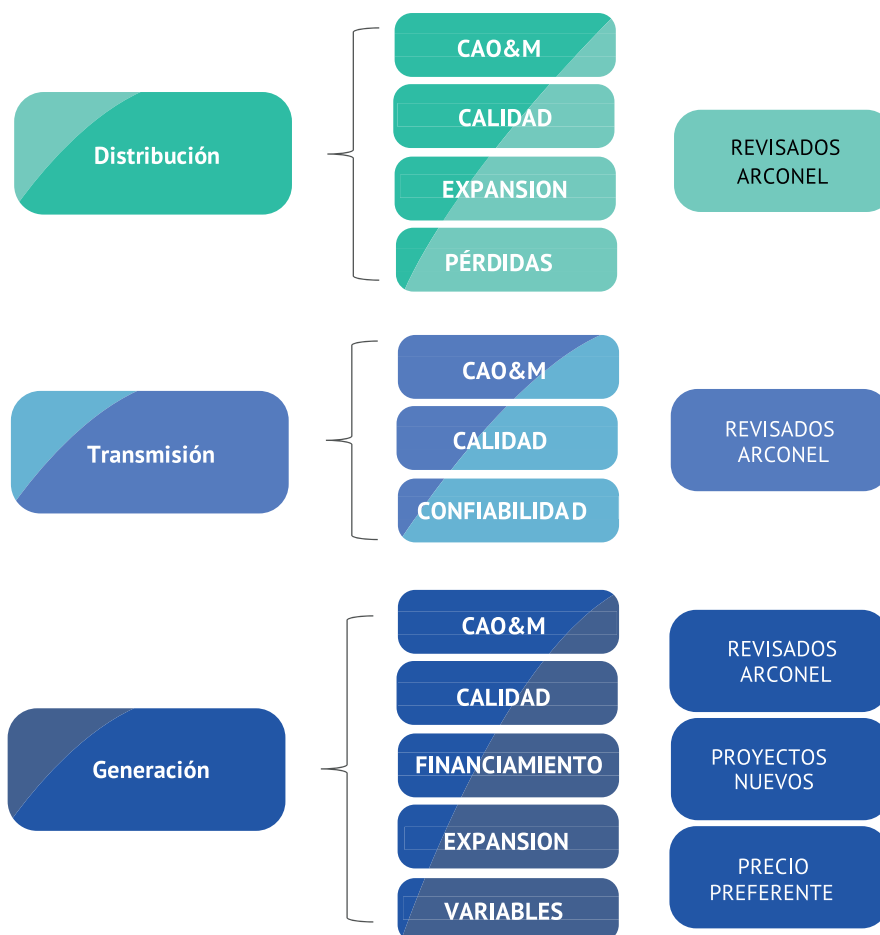 Distribución
CAO&M
CALIDAD
EXPANSION
PÉRDIDAS
REVISADOS
ARCONEL
Transmisión
CAO&M
CALIDAD
CONFIABILIDAD
REVISADOS
ARCONEL
Generación
CAO&M
CALIDAD
FINANCIAMIENTO
EXPANSION
VARIABLES
REVISADOS
ARCONEL
PROYECTOS
NUEVOS
PRECIO
PREFERENTE